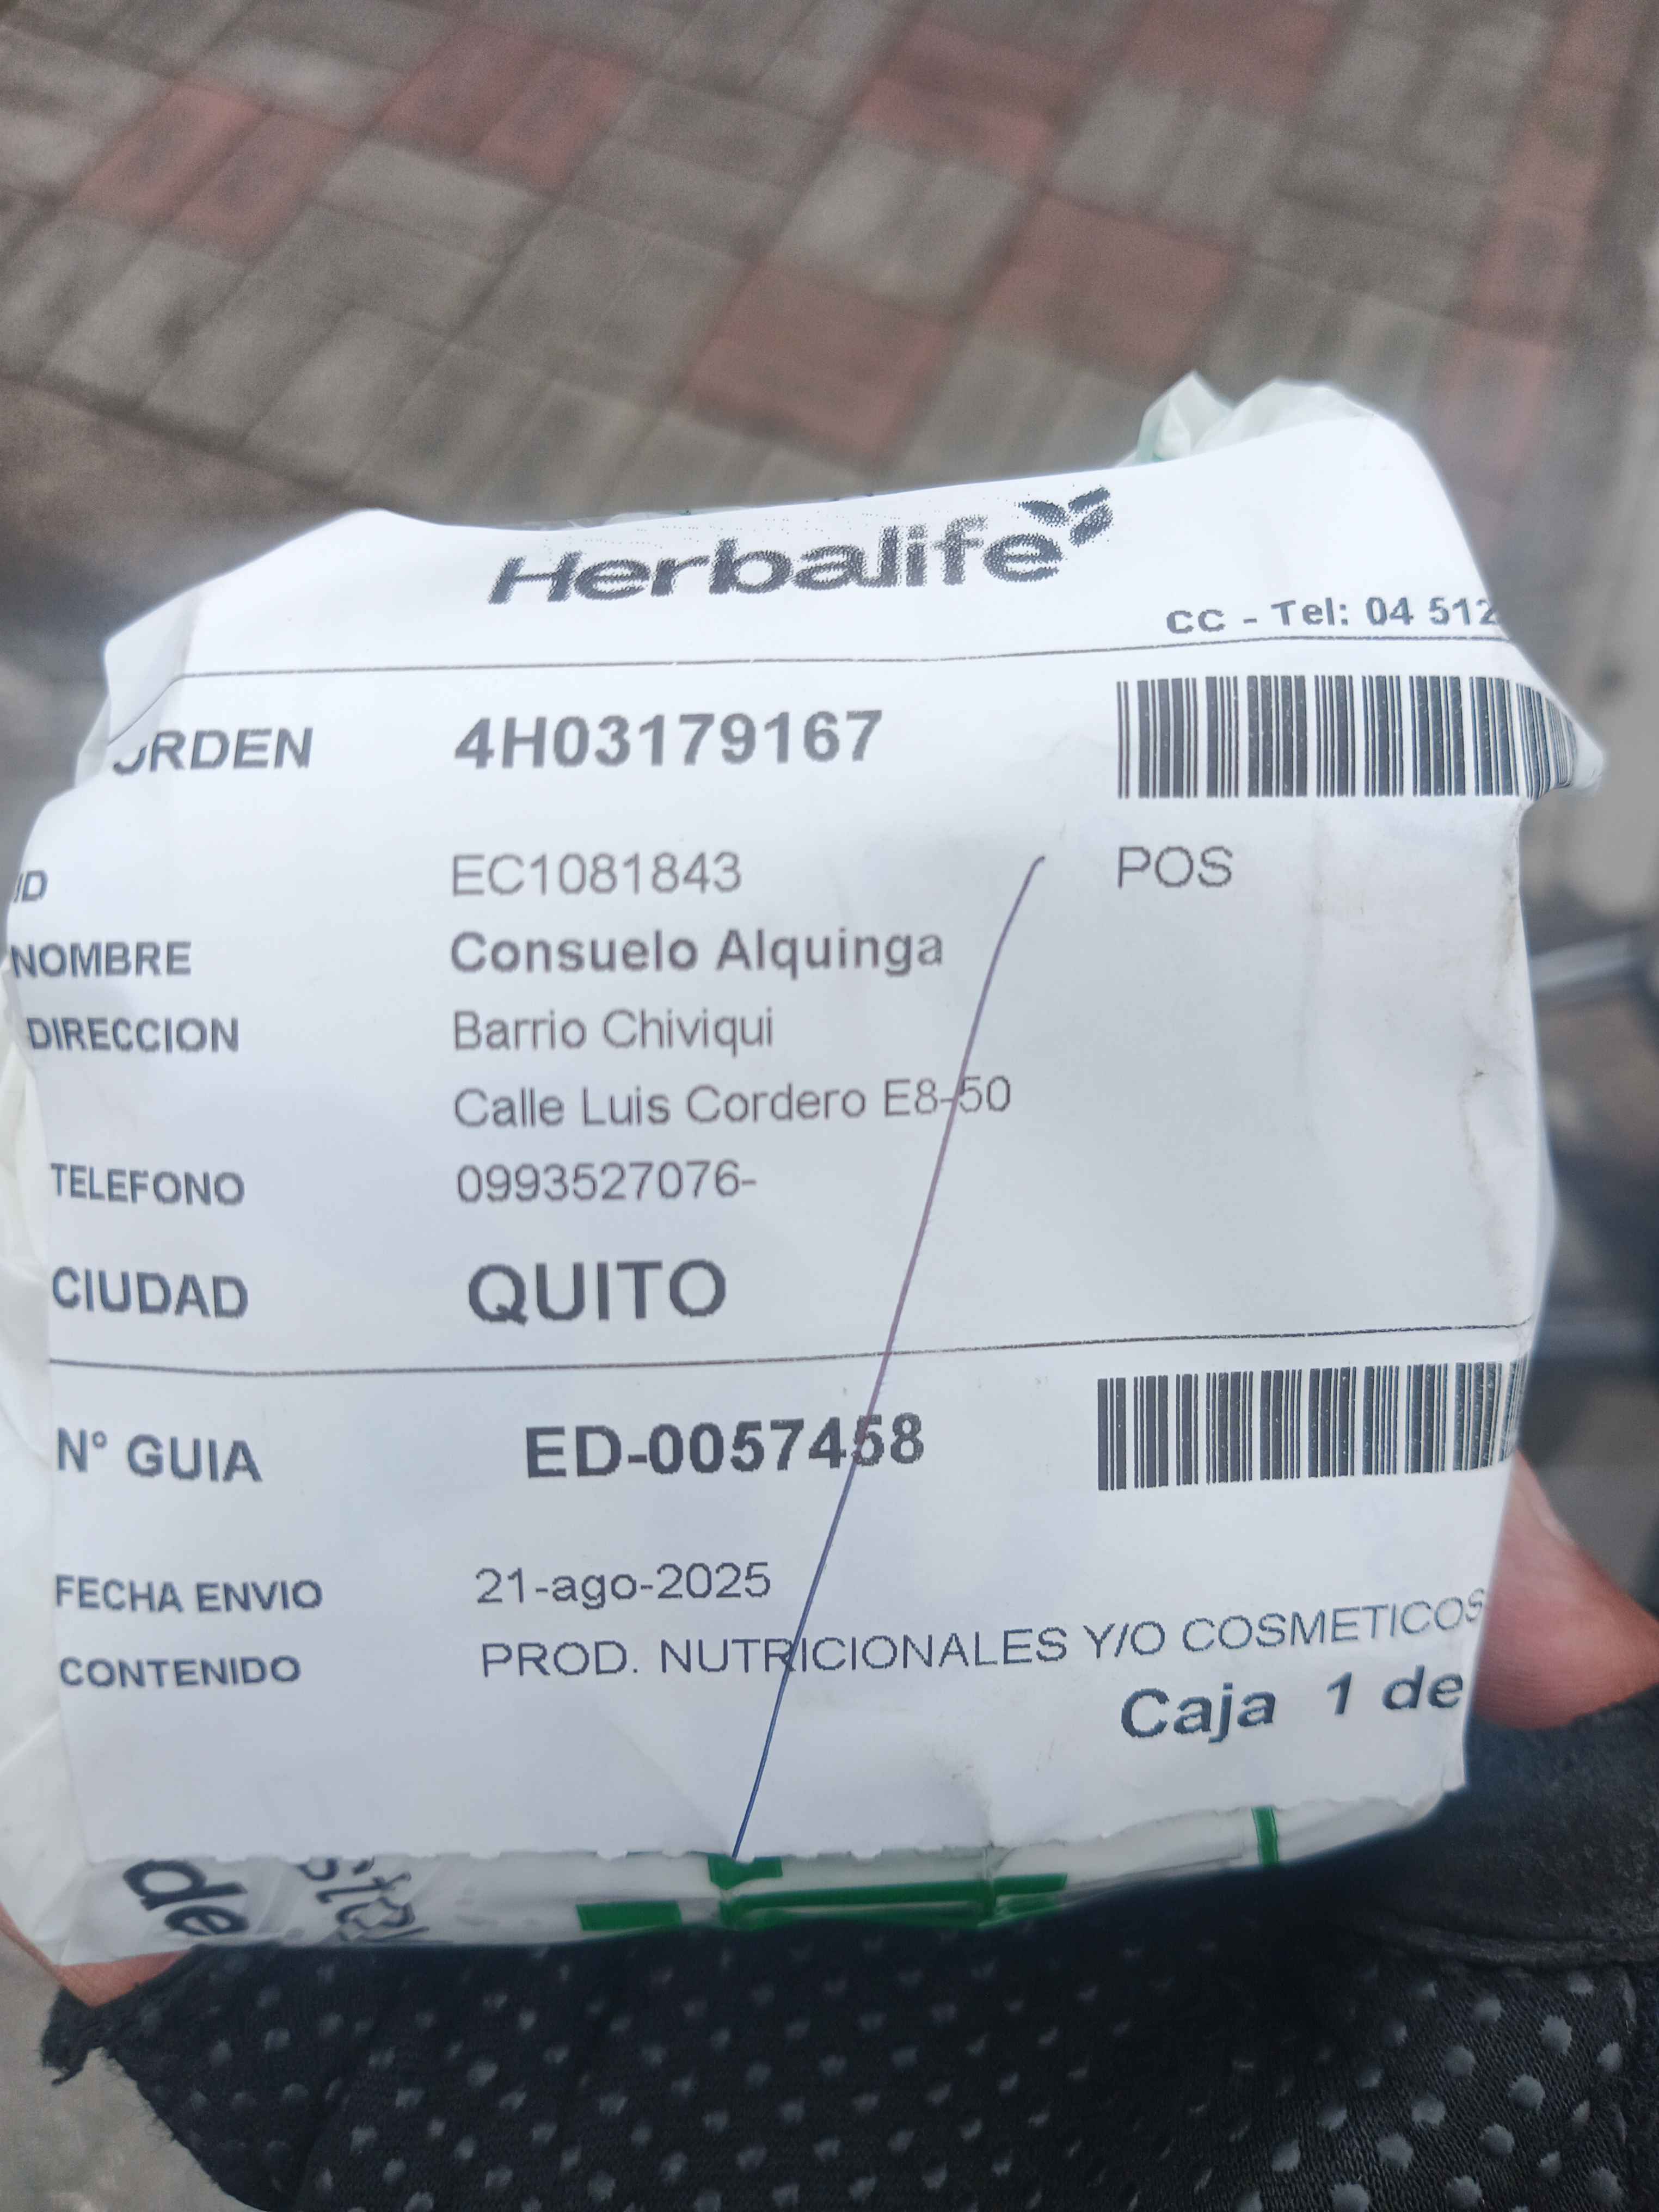 Herbalife
CC - Tel: 04 512
ORDEN 4H03179167
ID EC1081843 POS
NOMBRE Consuelo Alquinga
DIRECCION Barrio Chiviqui
Calle Luis Cordero E8-50
TELEFONO 0993527076-
CIUDAD QUITO
N° GUIA ED-0057458
FECHA ENVIO 21-ago-2025
CONTENIDO PROD. NUTRICIONALES Y/O COSMETICOS
Caja 1 de
de